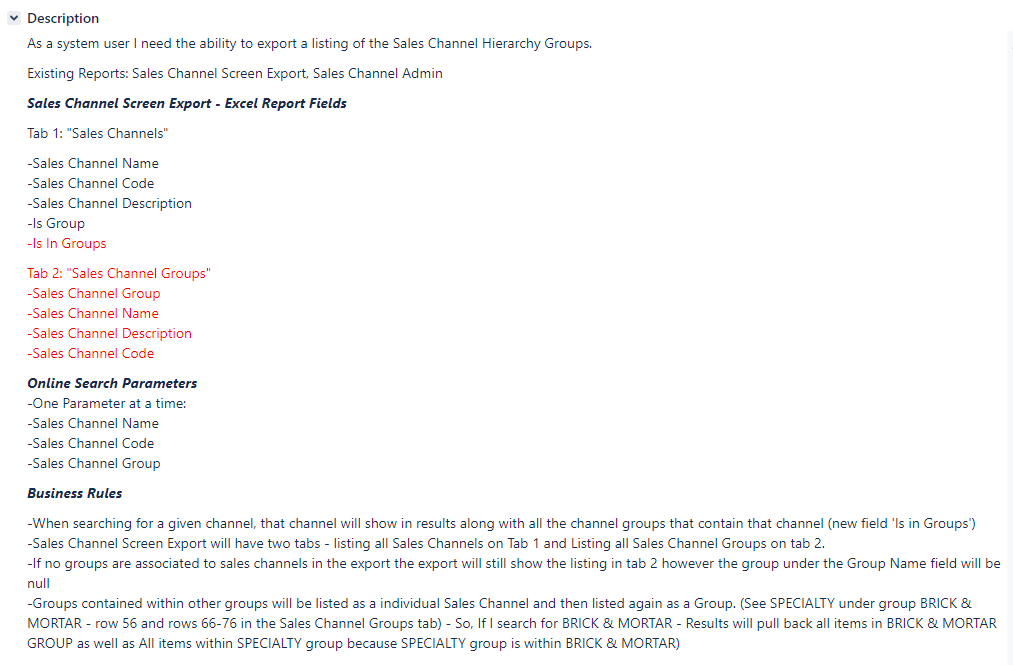 Description
As a system user I need the ability to export a listing of the Sales Channel Hierarchy Groups.
Existing Reports: Sales Channel Screen Export, Sales Channel Admin
Sales Channel Screen Export - Excel Report Fields
Tab 1: "Sales Channels"
-Sales Channel Name
-Sales Channel Code
-Sales Channel Description
-Is Group
-Is In Groups
Tab 2: "Sales Channel Groups"
-Sales Channel Group
-Sales Channel Name
-Sales Channel Description
-Sales Channel Code
Online Search Parameters
-One Parameter at a time:
-Sales Channel Name
-Sales Channel Code
-Sales Channel Group
Business Rules
-When searching for a given channel, that channel will show in results along with all the channel groups that contain that channel (new field 'Is in Groups')
-Sales Channel Screen Export will have two tabs - listing all Sales Channels on Tab 1 and Listing all Sales Channel Groups on tab 2.
-If no groups are associated to sales channels in the export the export will still show the listing in tab 2 however the group under the Group Name field will be
null
-Groups contained within other groups will be listed as a individual Sales Channel and then listed again as a Group. (See SPECIALTY under group BRICK &
MORTAR - row 56 and rows 66-76 in the Sales Channel Groups tab) - So, If I search for BRICK & MORTAR - Results will pull back all items in BRICK & MORTAR
GROUP as well as All items within SPECIALTY group because SPECIALTY group is within BRICK & MORTAR)